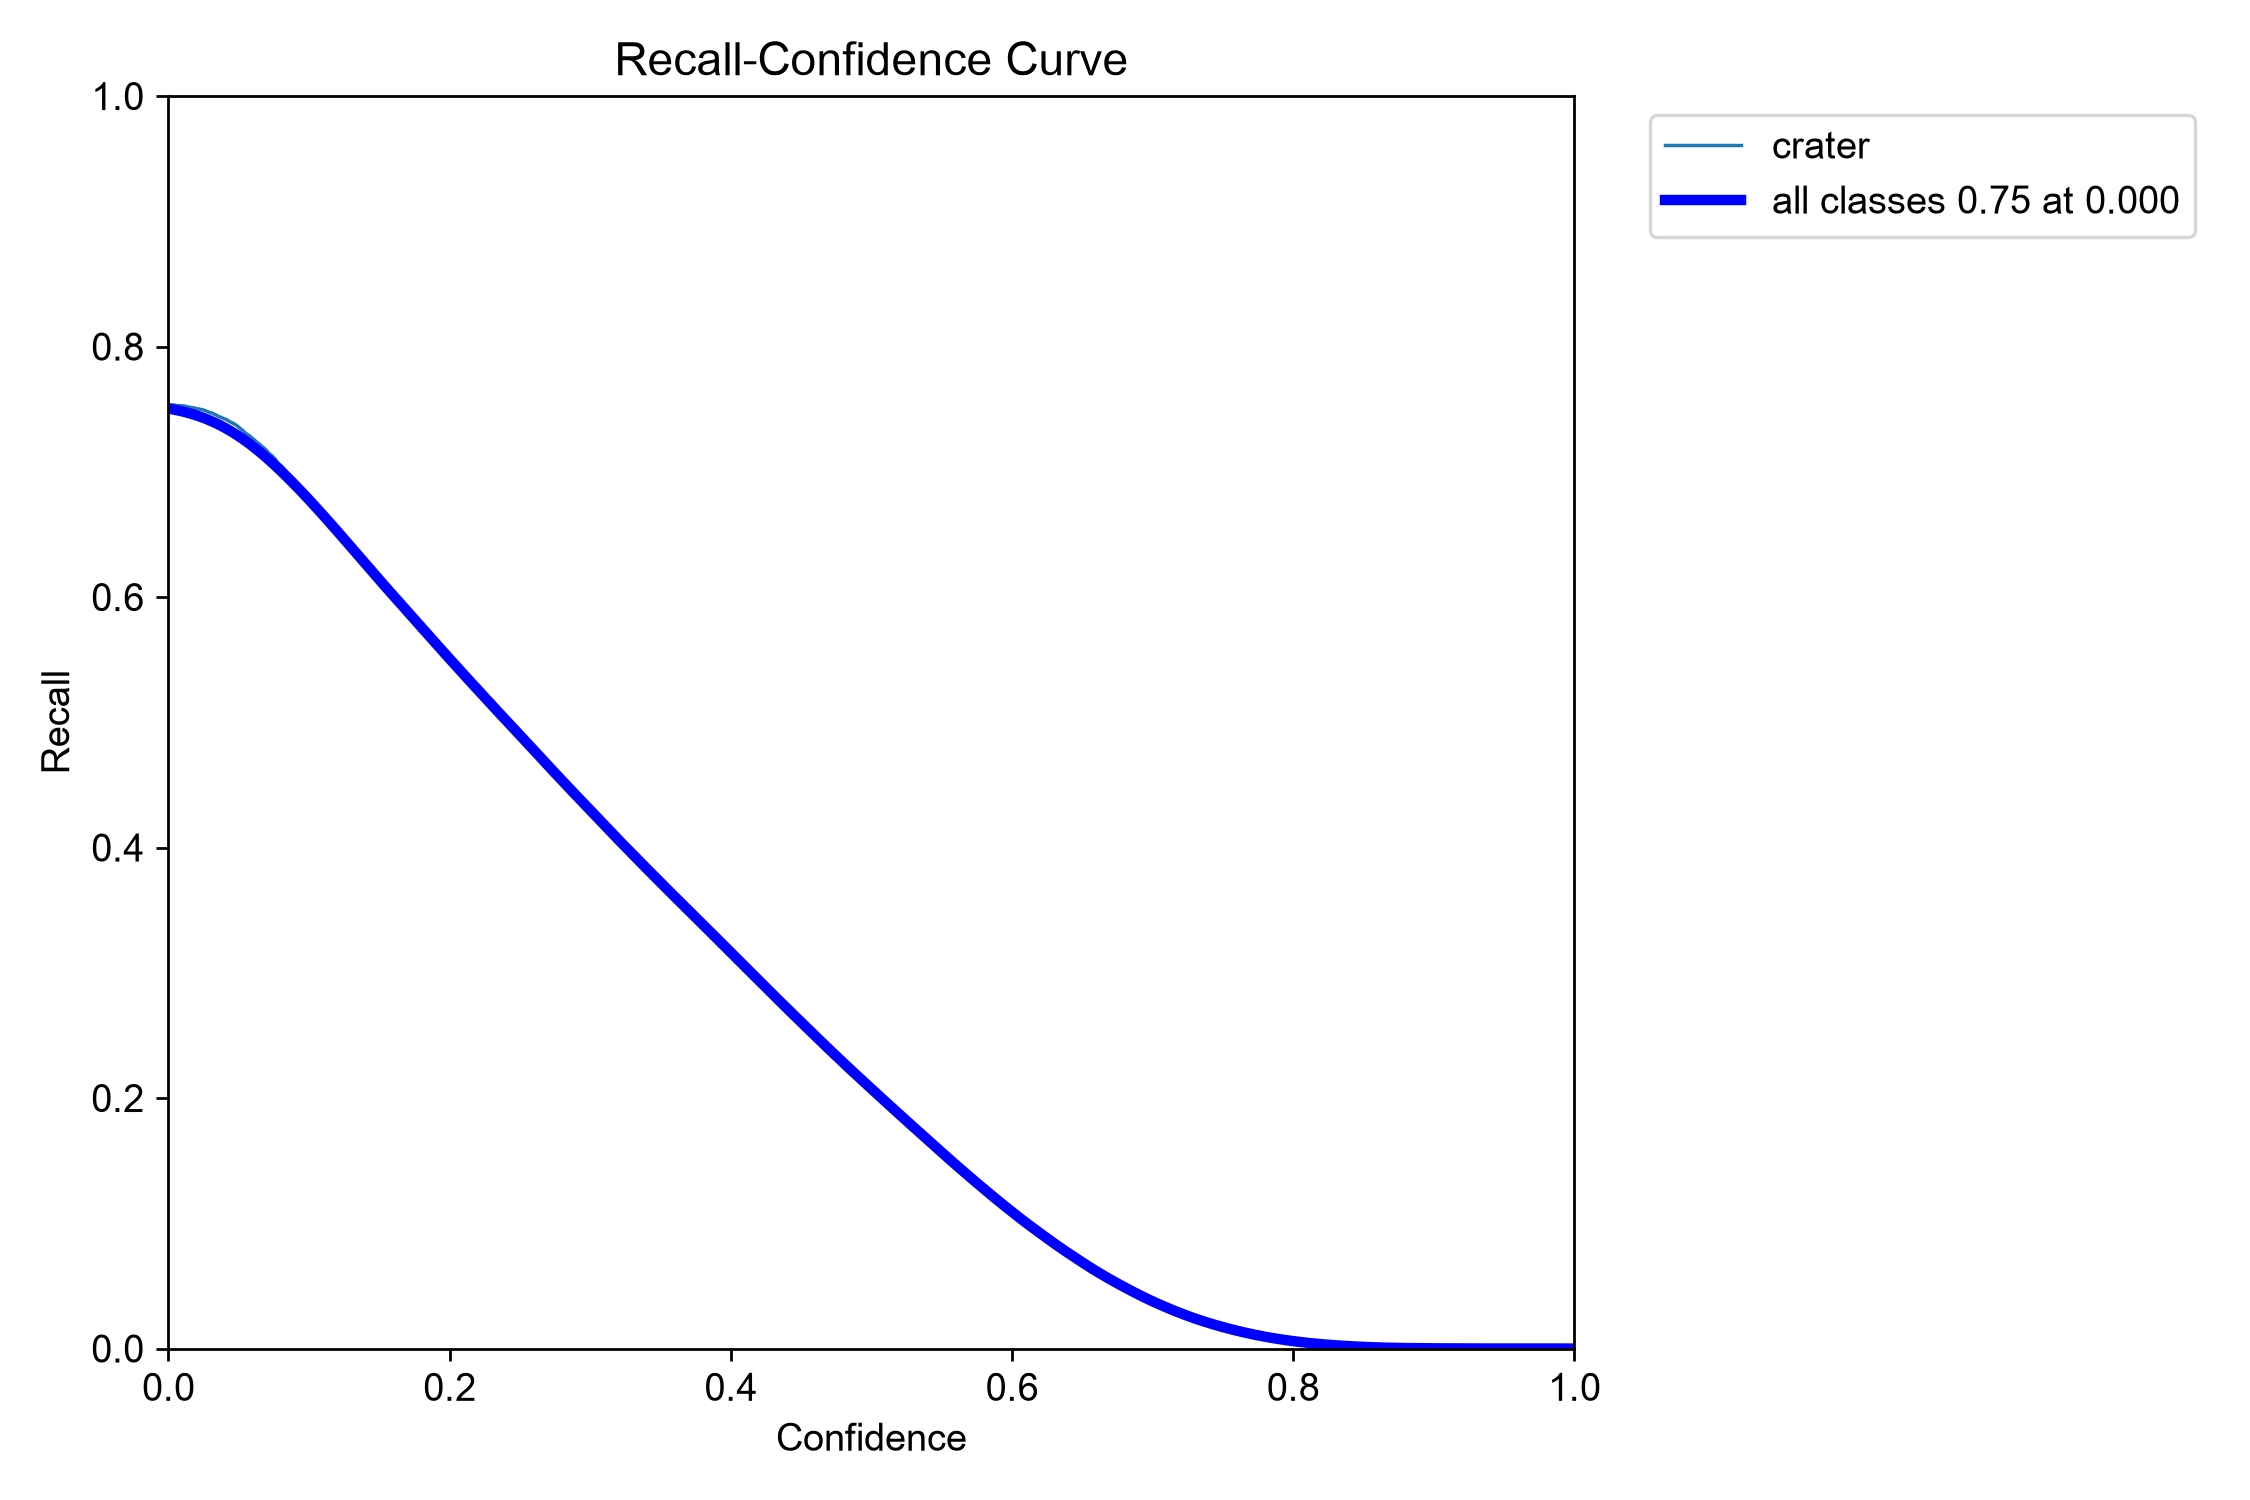 Recall-Confidence Curve
1.0
0.8
0.6
0.4
0.2
0.0
Recall
0.0 0.2 0.4 0.6 0.8 1.0
Confidence
crater
all classes 0.75 at 0.000